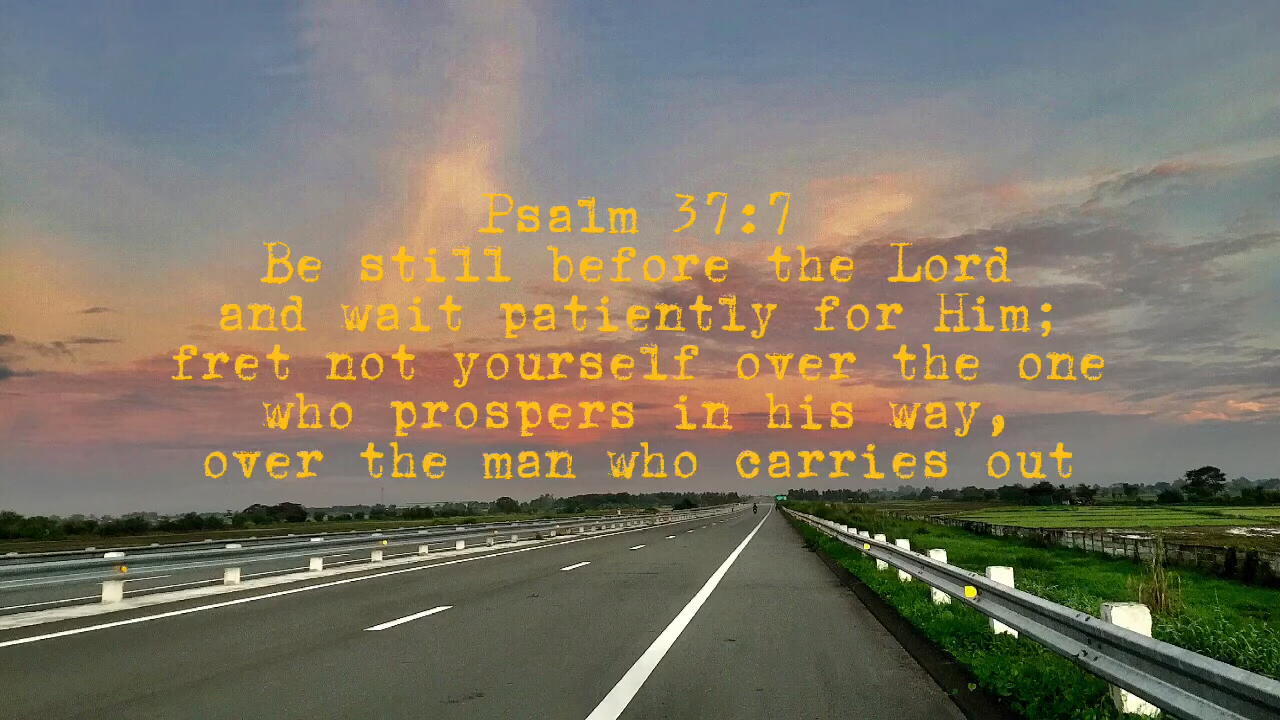 Psalm 37:7
Be still before the Lord
and wait patiently for Him;
fret not yourself over the one
who prospers in his way,
over the man who carries out